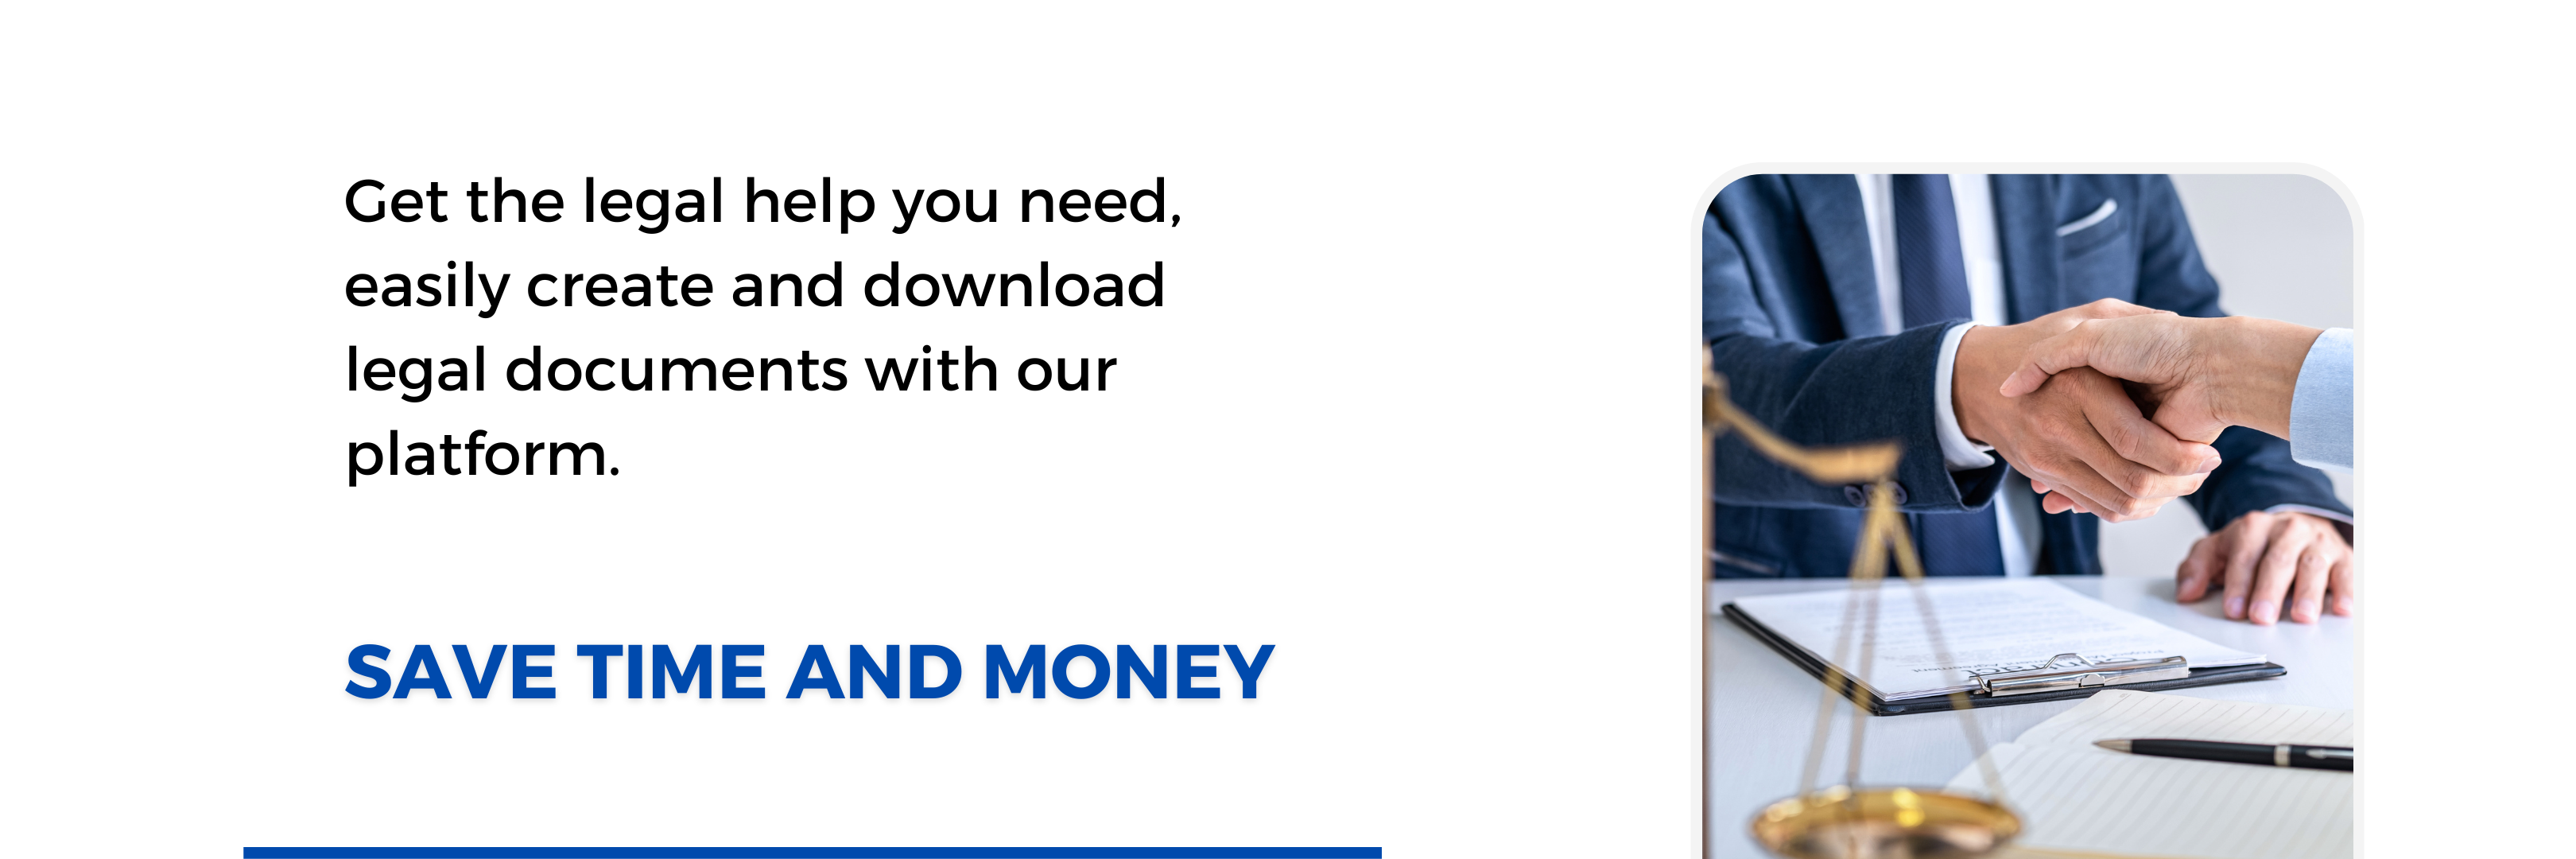 Get the legal help you need,
easily create and download
legal documents with our
platform.
SAVE TIME AND MONEY